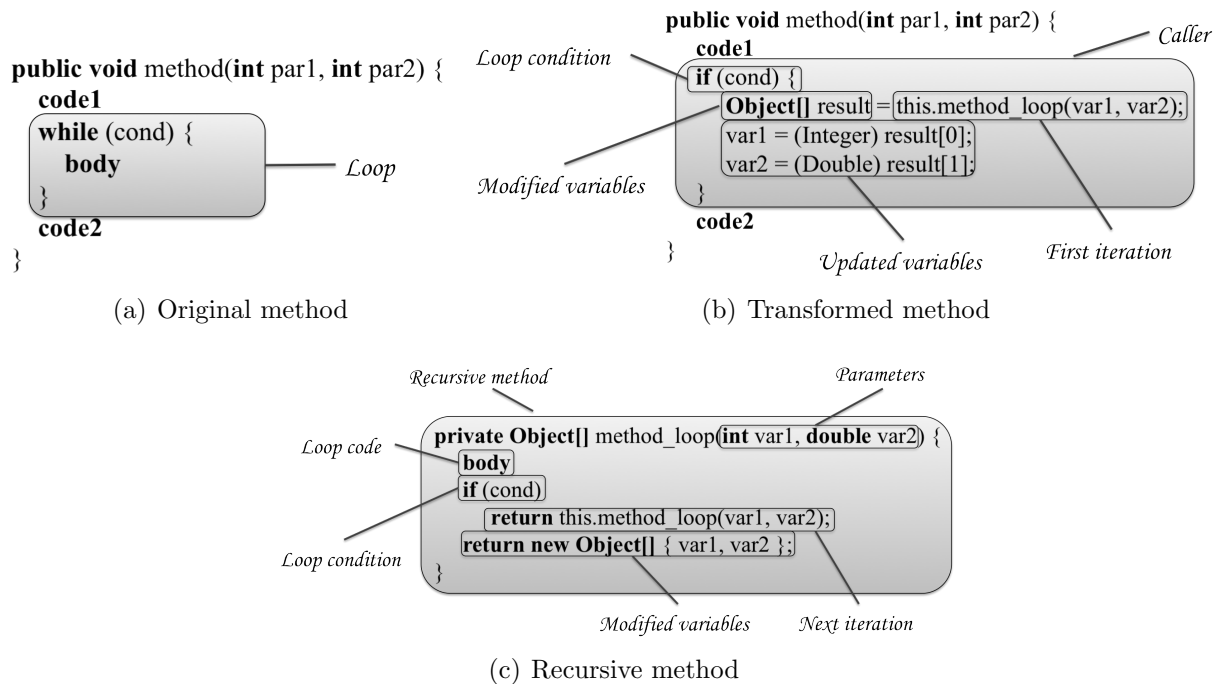 public void method(int par1, int par2) {
code1
while (cond) {
body
}
code2
}
Loop
(a) Original method
public void method(int par1, int par2) {
code1
if (cond) {
Object[] result = this.method_loop(var1, var2);
var1 = (Integer) result[0];
var2 = (Double) result[1];
}
code2
}
Loop condition
Caller
Modified variables
Updated variables
First iteration
(b) Transformed method
Recursive method
Parameters
private Object[] method_loop(int var1, double var2) {
Loop code
body
if (cond)
return this.method_loop(var1, var2);
return new Object[] { var1, var2 };
}
Loop condition
Modified variables
Next iteration
(c) Recursive method